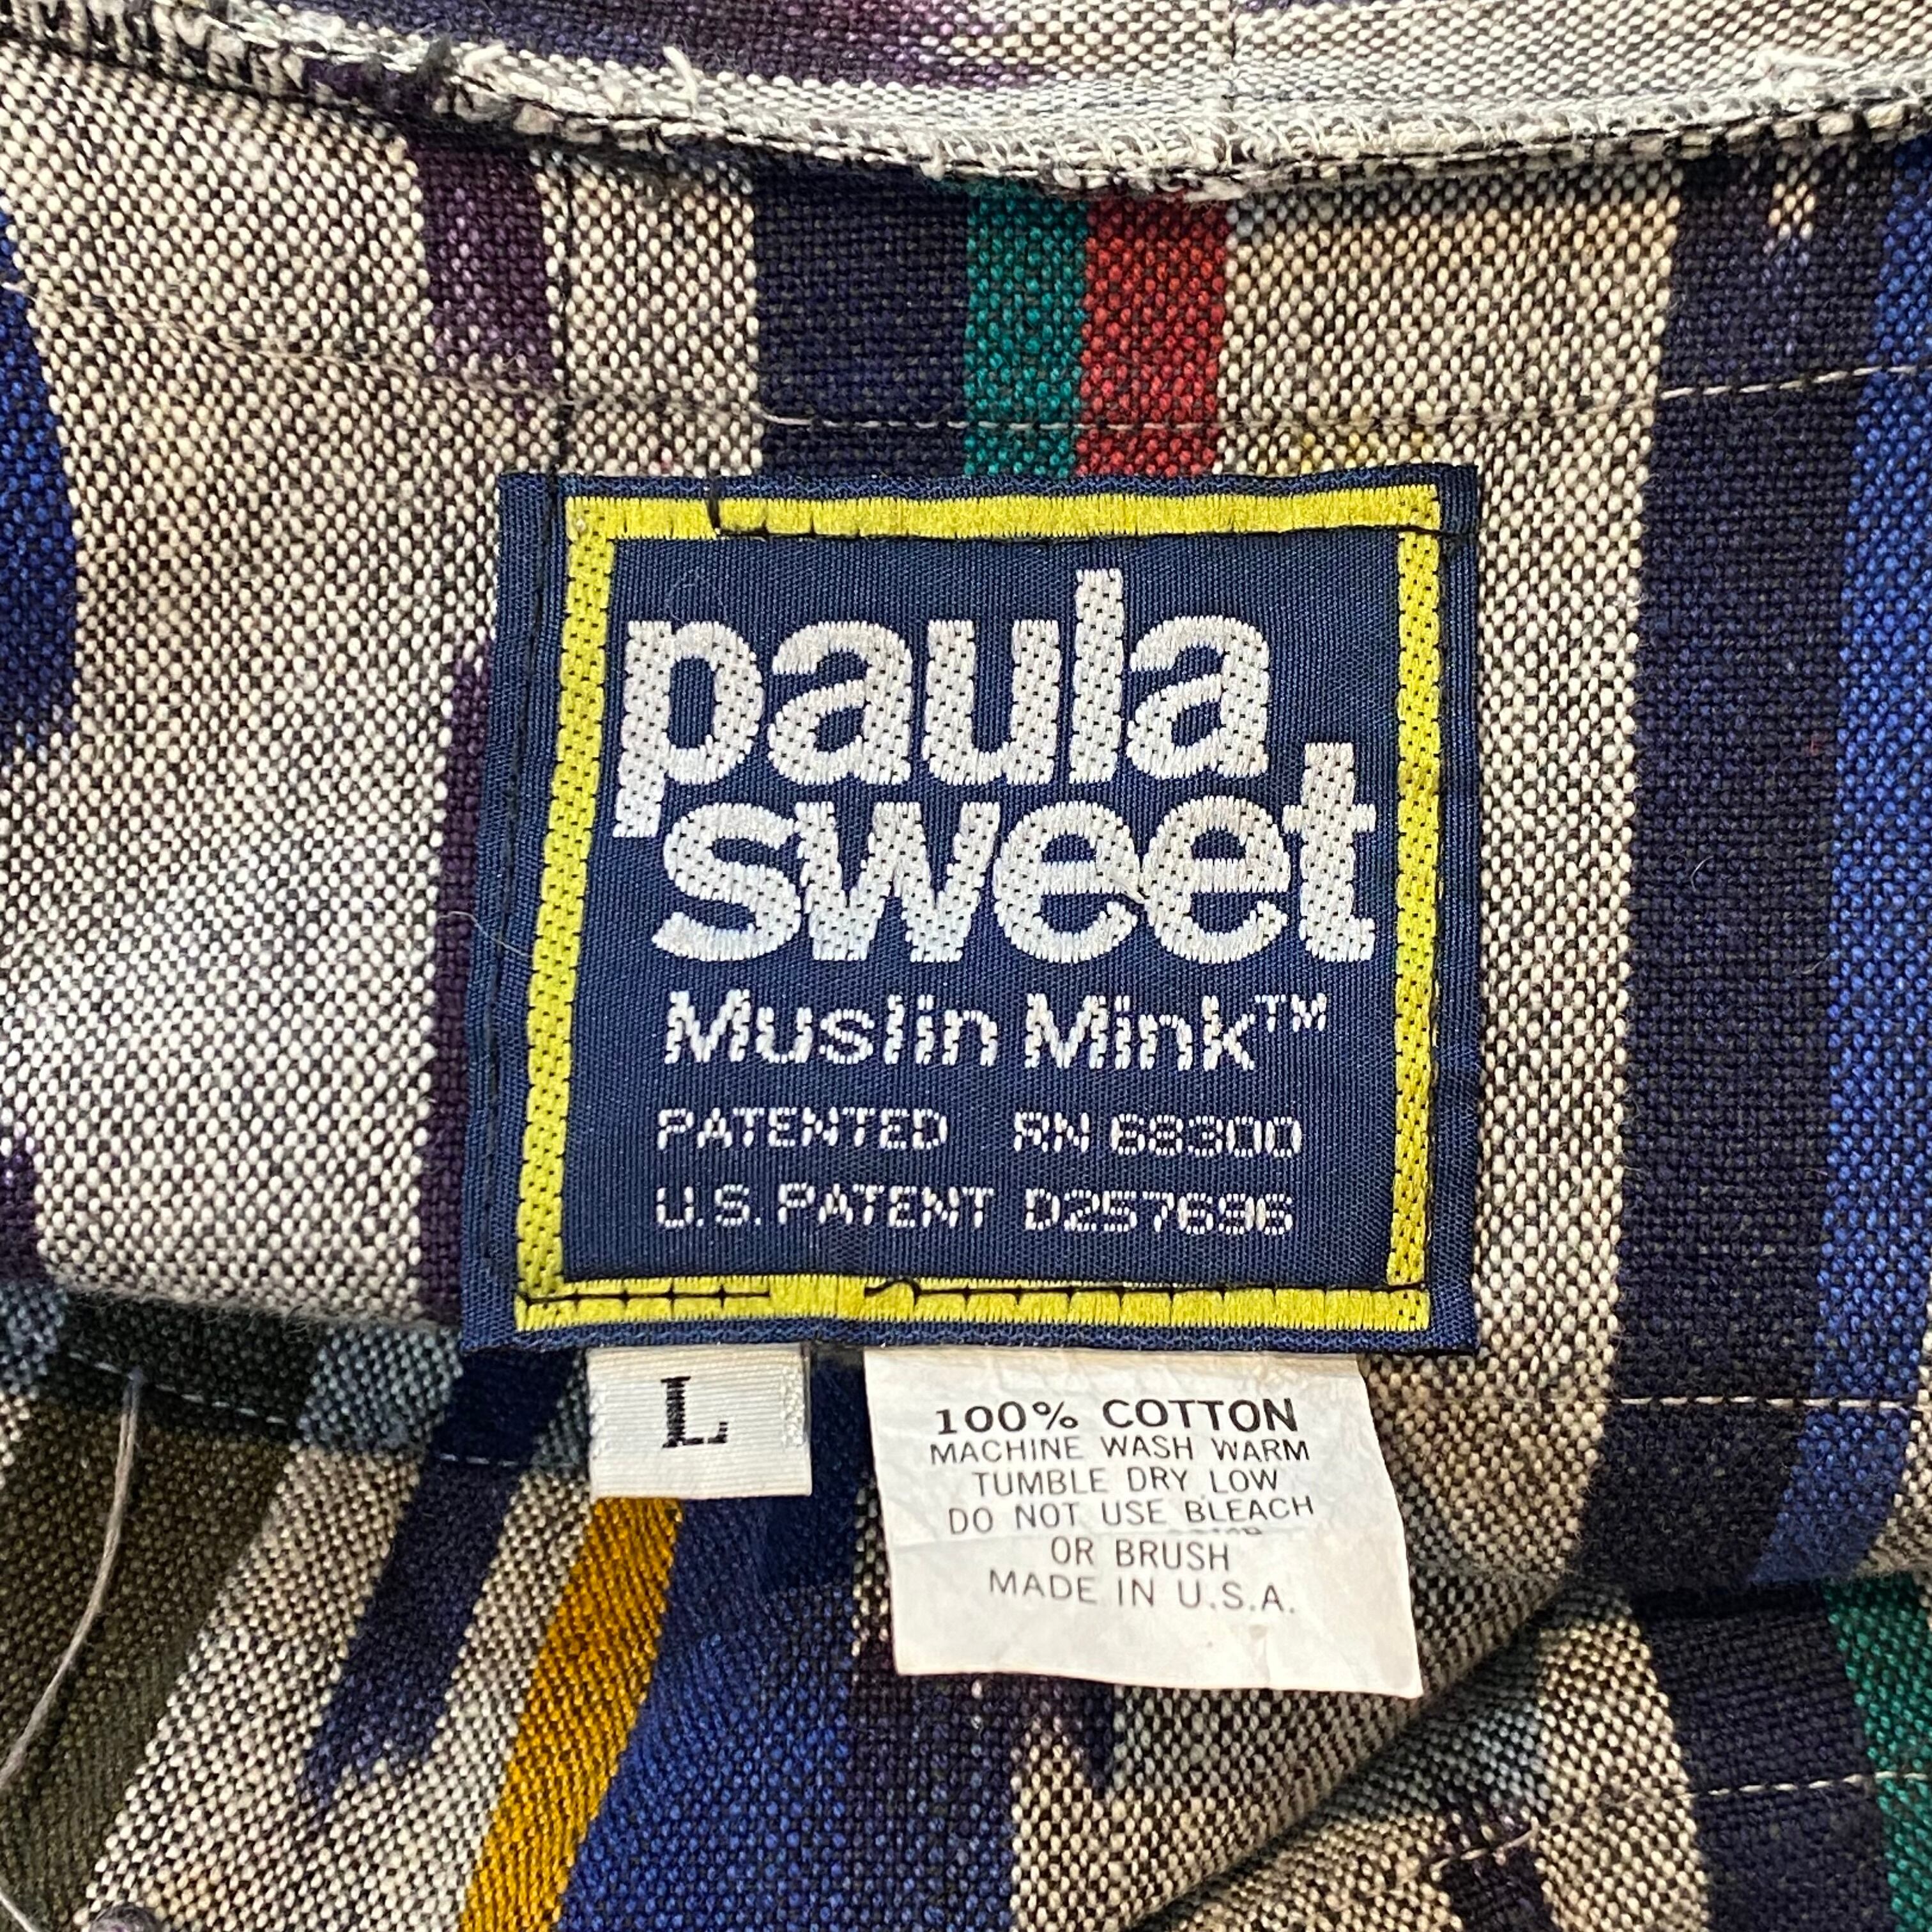 paula
sweet
Muslin Mink™
PATENTED RN 68300
U.S. PATENT D257696
L
100% COTTON
MACHINE WASH WARM
TUMBLE DRY LOW
DO NOT USE BLEACH
OR BRUSH
MADE IN U.S.A.